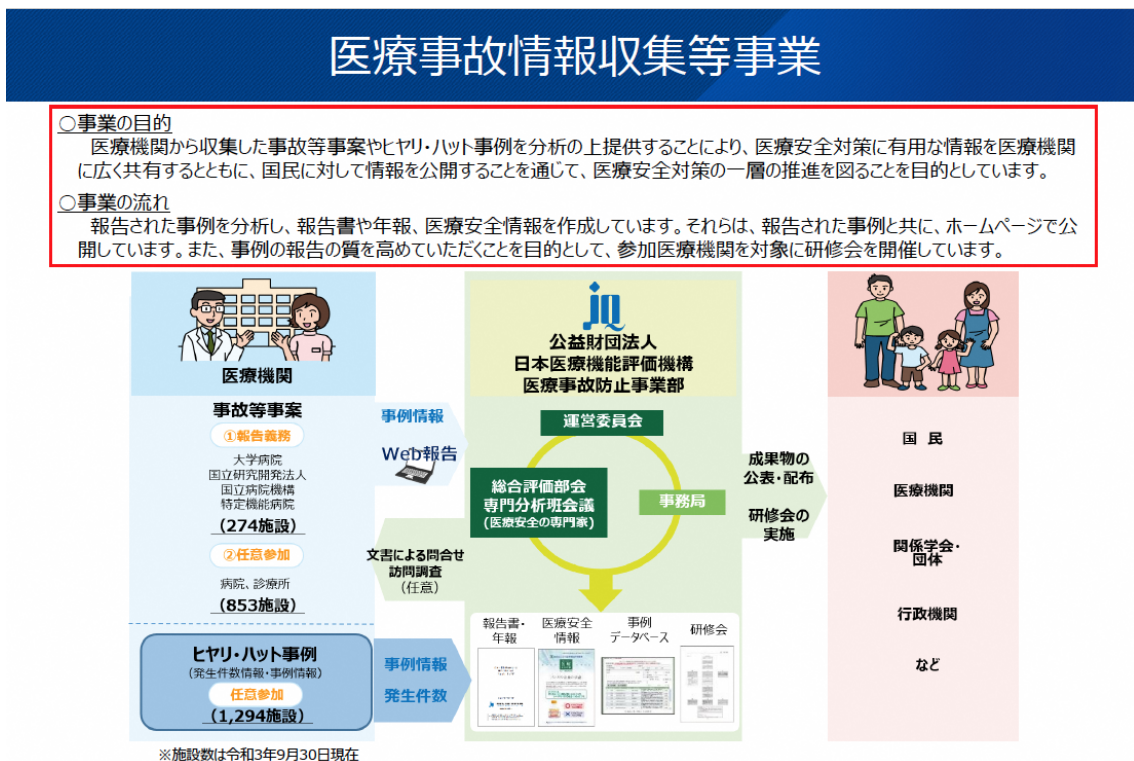 医療事故情報収集等事業
○事業の目的
医療機関から収集した事故等事案やヒヤリ・ハット事例を分析の上提供することにより、医療安全対策に有用な情報を医療機関
に広く共有するとともに、国民に対して情報を公開することを通じて、医療安全対策の一層の推進を図ることを目的としています。
○事業の流れ
報告された事例を分析し、報告書や年報、医療安全情報を作成しています。それらは、報告された事例と共に、ホームページで公
開しています。また、事例の報告の質を高めていただくことを目的として、参加医療機関を対象に研修会を開催しています。
医療機関
事故等事案
①報告義務
大学病院
国立研究開発法人
国立病院機構
特定機能病院
(274施設)
②任意参加
病院、診療所
(853施設)
ヒヤリ・ハット事例
(発生件数情報・事例情報)
任意参加
(1,294施設)
※施設数は令和3年9月30日現在
事例情報
Web報告
文書による問合せ
訪問調査
(任意)
事例情報
発生件数
jQ
公益財団法人
日本医療機能評価機構
医療事故防止事業部
運営委員会
総合評価部会
専門分析班会議
(医療安全の専門家)
事務局
報告書・
年報
医療安全
情報
事例
データベース
研修会
成果物の
公表・配布
研修会の
実施
国 民
医療機関
関係学会・
団体
行政機関
など